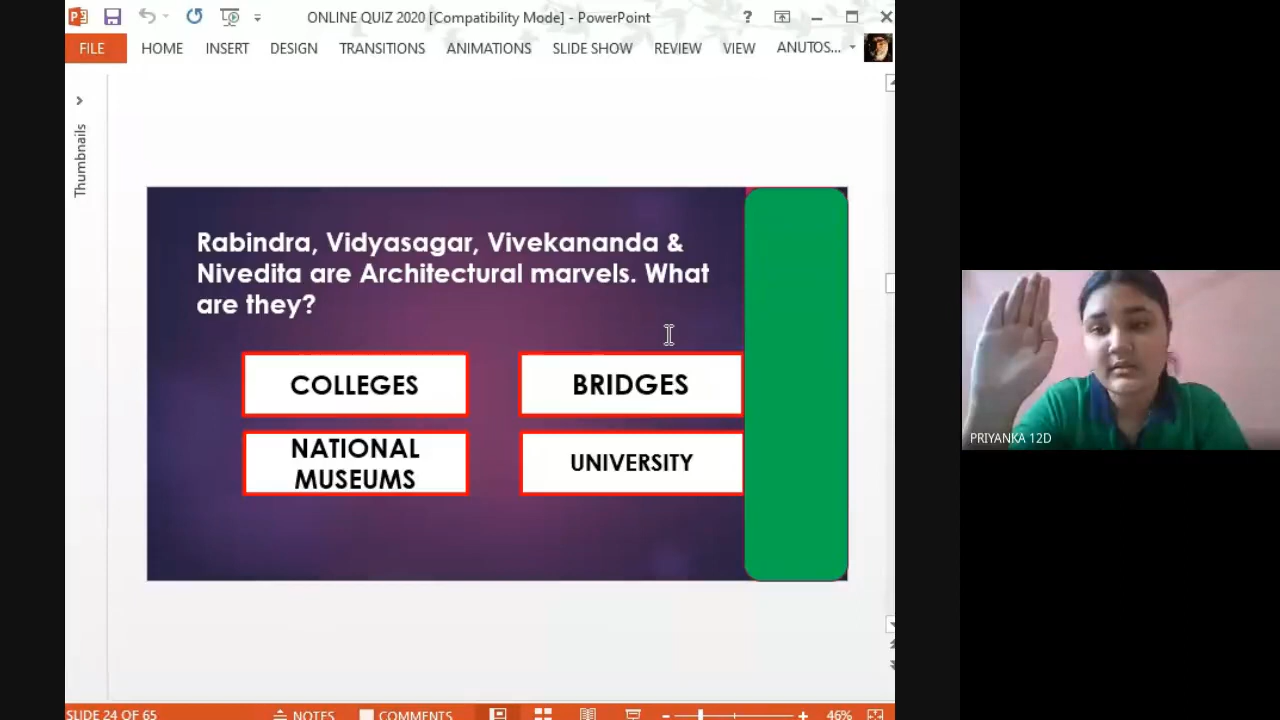 ONLINE QUIZ 2020 [Compatibility Mode] - PowerPoint
?
FILE
HOME
INSERT
DESIGN
TRANSITIONS
ANIMATIONS
SLIDE SHOW
REVIEW
VIEW
ANUTOS...
Thumbnails
Rabindra, Vidyasagar, Vivekananda &
Nivedita are Architectural marvels. What
are they?
COLLEGES
BRIDGES
NATIONAL
MUSEUMS
UNIVERSITY
PRIYANKA 12D
SLIDE 24 OF 65
NOTES
COMMENTS
46%